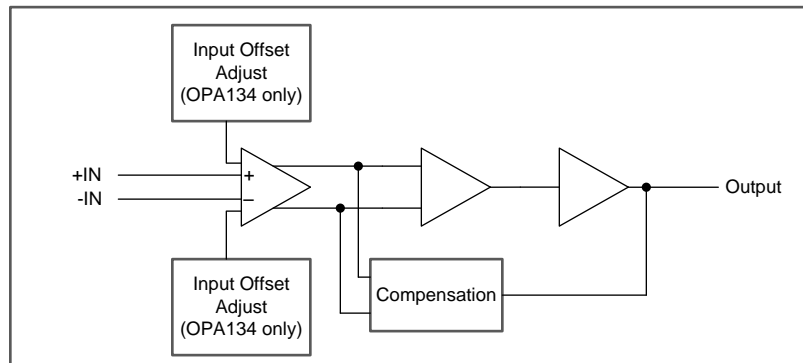 Input Offset
Adjust
(OPA134 only)
+IN
+
-IN
–
Output
Input Offset
Adjust
(OPA134 only)
Compensation